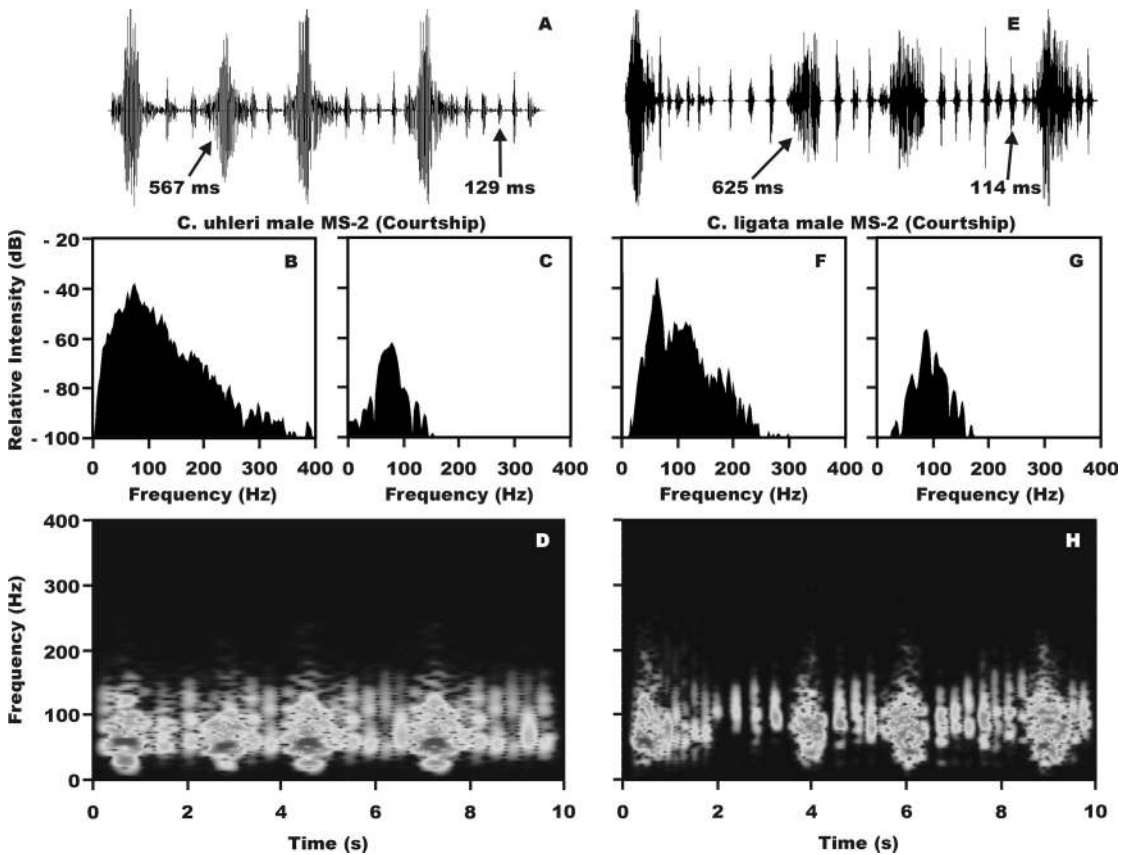 A
E
567 ms
129 ms
625 ms
114 ms
C. uhleri male MS-2 (Courtship)
C. ligata male MS-2 (Courtship)
Relative Intensity (dB)
- 20
- 40
- 60
- 80
- 100
B
C
F
G
0 100 200 300 400
0 100 200 300 400
0 100 200 300 400
0 100 200 300 400
Frequency (Hz)
Frequency (Hz)
Frequency (Hz)
Frequency (Hz)
Frequency (Hz)
400
300
200
100
0
D
H
0 2 4 6 8 10
0 2 4 6 8 10
Time (s)
Time (s)